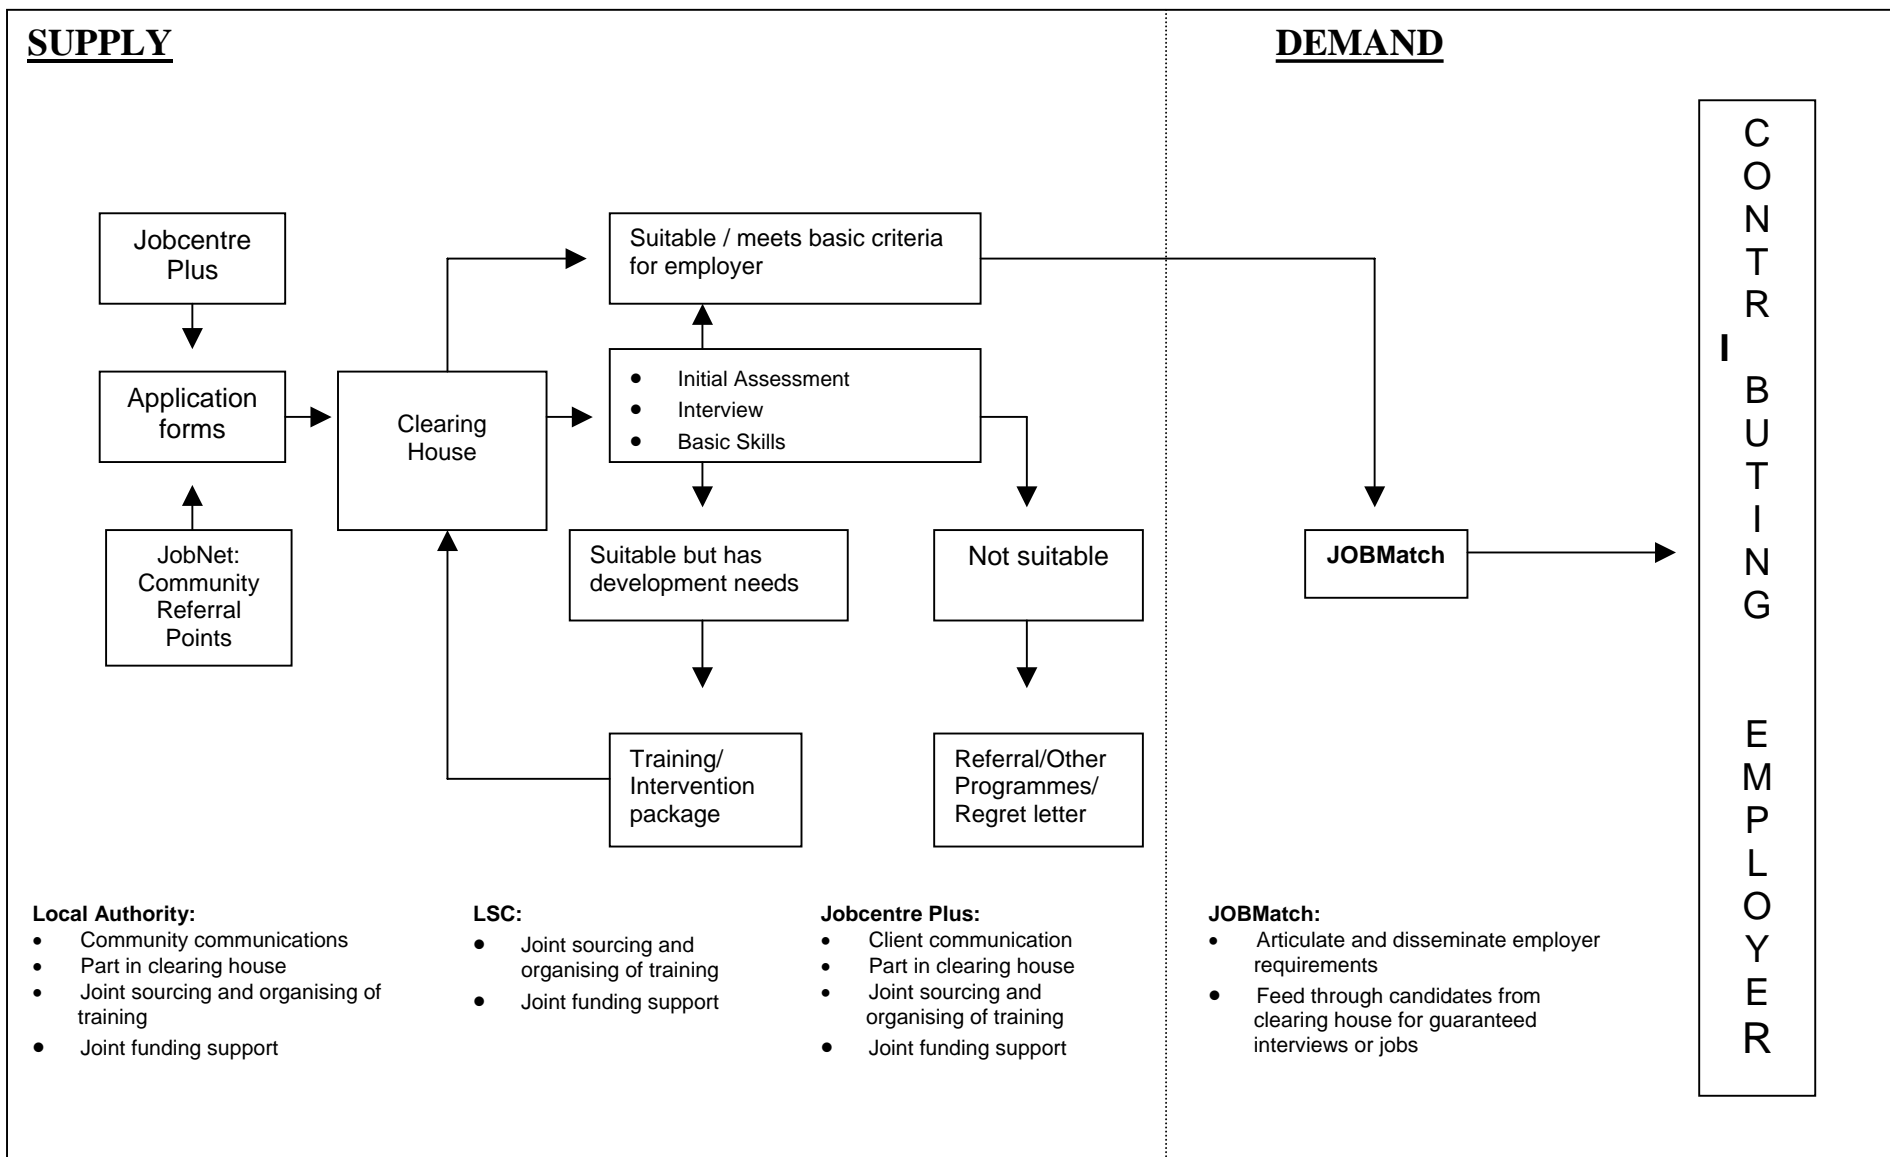 SUPPLY
DEMAND
Jobcentre
Plus
Application
forms
JobNet:
Community
Referral
Points
Clearing
House
Suitable / meets basic criteria
for employer
• Initial Assessment
• Interview
• Basic Skills
Suitable but has
development needs
Not suitable
Training/
Intervention
package
Referral/Other
Programmes/
Regret letter
JOBMatch
C
O
N
T
R
I
B
U
T
I
N
G
E
M
P
L
O
Y
E
R
Local Authority:
• Community communications
• Part in clearing house
• Joint sourcing and organising of
training
• Joint funding support
LSC:
• Joint sourcing and
organising of training
• Joint funding support
Jobcentre Plus:
• Client communication
• Part in clearing house
• Joint sourcing and
organising of training
• Joint funding support
JOBMatch:
• Articulate and disseminate employer
requirements
• Feed through candidates from
clearing house for guaranteed
interviews or jobs